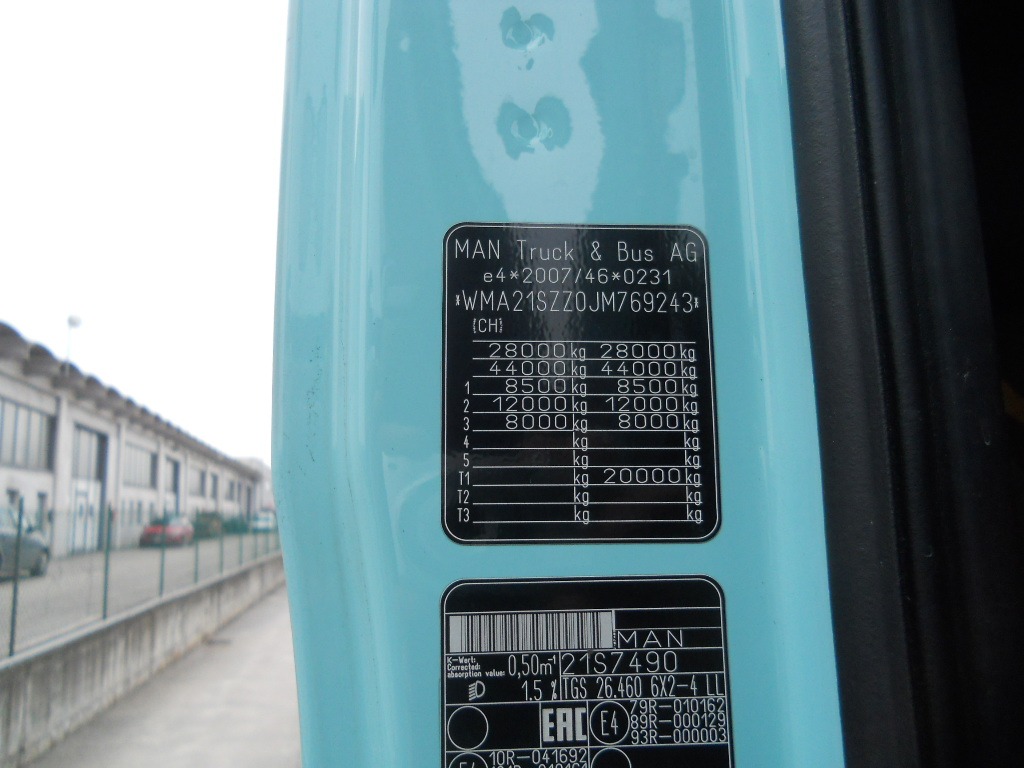 MAN Truck & Bus AG
e4*2007/46*0231
*WMA21SZZ0JM769243*
[CH]
28000 kg 28000 kg
44000 kg 44000 kg
1 8500 kg 8500 kg
2 12000 kg 12000 kg
3 8000 kg 8000 kg
4 kg kg
5 kg kg
T1 kg 20000 kg
T2 kg kg
T3 kg kg
MAN
K-Wert: Corrected absorption value: 0,50m⁻¹ 21S7490
1.5 % TGS 26.460 6X2-4 LL
EAC E4 79R-010162
89R-000129
93R-000003
E4 10R-041692